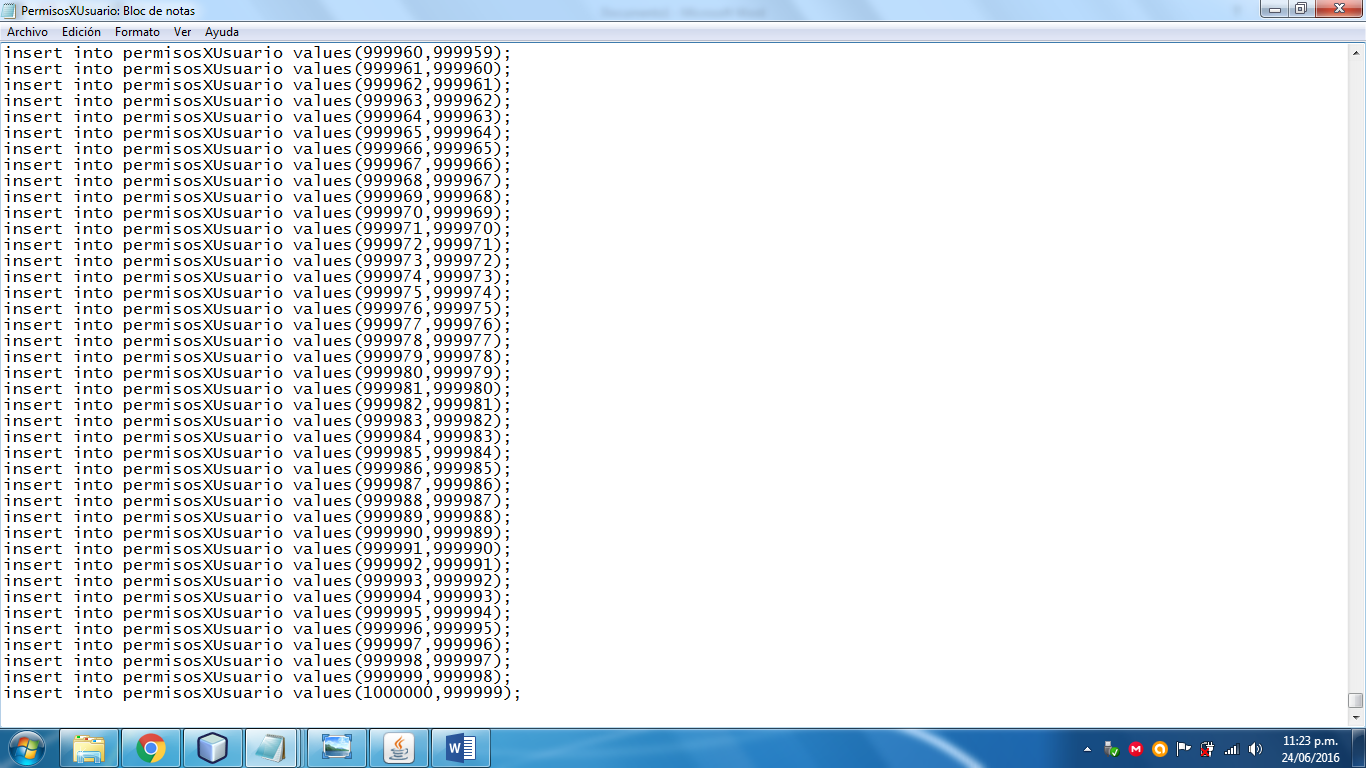 PermisosXUsuario: Bloc de notas
Archivo Edición Formato Ver Ayuda
insert into permisosXUsuario values(999960,999959);
insert into permisosXUsuario values(999961,999960);
insert into permisosXUsuario values(999962,999961);
insert into permisosXUsuario values(999963,999962);
insert into permisosXUsuario values(999964,999963);
insert into permisosXUsuario values(999965,999964);
insert into permisosXUsuario values(999966,999965);
insert into permisosXUsuario values(999967,999966);
insert into permisosXUsuario values(999968,999967);
insert into permisosXUsuario values(999969,999968);
insert into permisosXUsuario values(999970,999969);
insert into permisosXUsuario values(999971,999970);
insert into permisosXUsuario values(999972,999971);
insert into permisosXUsuario values(999973,999972);
insert into permisosXUsuario values(999974,999973);
insert into permisosXUsuario values(999975,999974);
insert into permisosXUsuario values(999976,999975);
insert into permisosXUsuario values(999977,999976);
insert into permisosXUsuario values(999978,999977);
insert into permisosXUsuario values(999979,999978);
insert into permisosXUsuario values(999980,999979);
insert into permisosXUsuario values(999981,999980);
insert into permisosXUsuario values(999982,999981);
insert into permisosXUsuario values(999983,999982);
insert into permisosXUsuario values(999984,999983);
insert into permisosXUsuario values(999985,999984);
insert into permisosXUsuario values(999986,999985);
insert into permisosXUsuario values(999987,999986);
insert into permisosXUsuario values(999988,999987);
insert into permisosXUsuario values(999989,999988);
insert into permisosXUsuario values(999990,999989);
insert into permisosXUsuario values(999991,999990);
insert into permisosXUsuario values(999992,999991);
insert into permisosXUsuario values(999993,999992);
insert into permisosXUsuario values(999994,999993);
insert into permisosXUsuario values(999995,999994);
insert into permisosXUsuario values(999996,999995);
insert into permisosXUsuario values(999997,999996);
insert into permisosXUsuario values(999998,999997);
insert into permisosXUsuario values(999999,999998);
insert into permisosXUsuario values(1000000,999999);
11:23 p.m.
24/06/2016